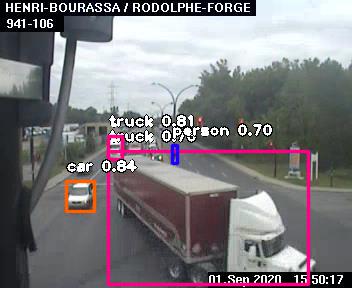 HENRI-BOURASSA / RODOLPHE-FORGE
941-106
truck 0.81
person 0.70
car 0.84
01.Sep 2020 15:50:17